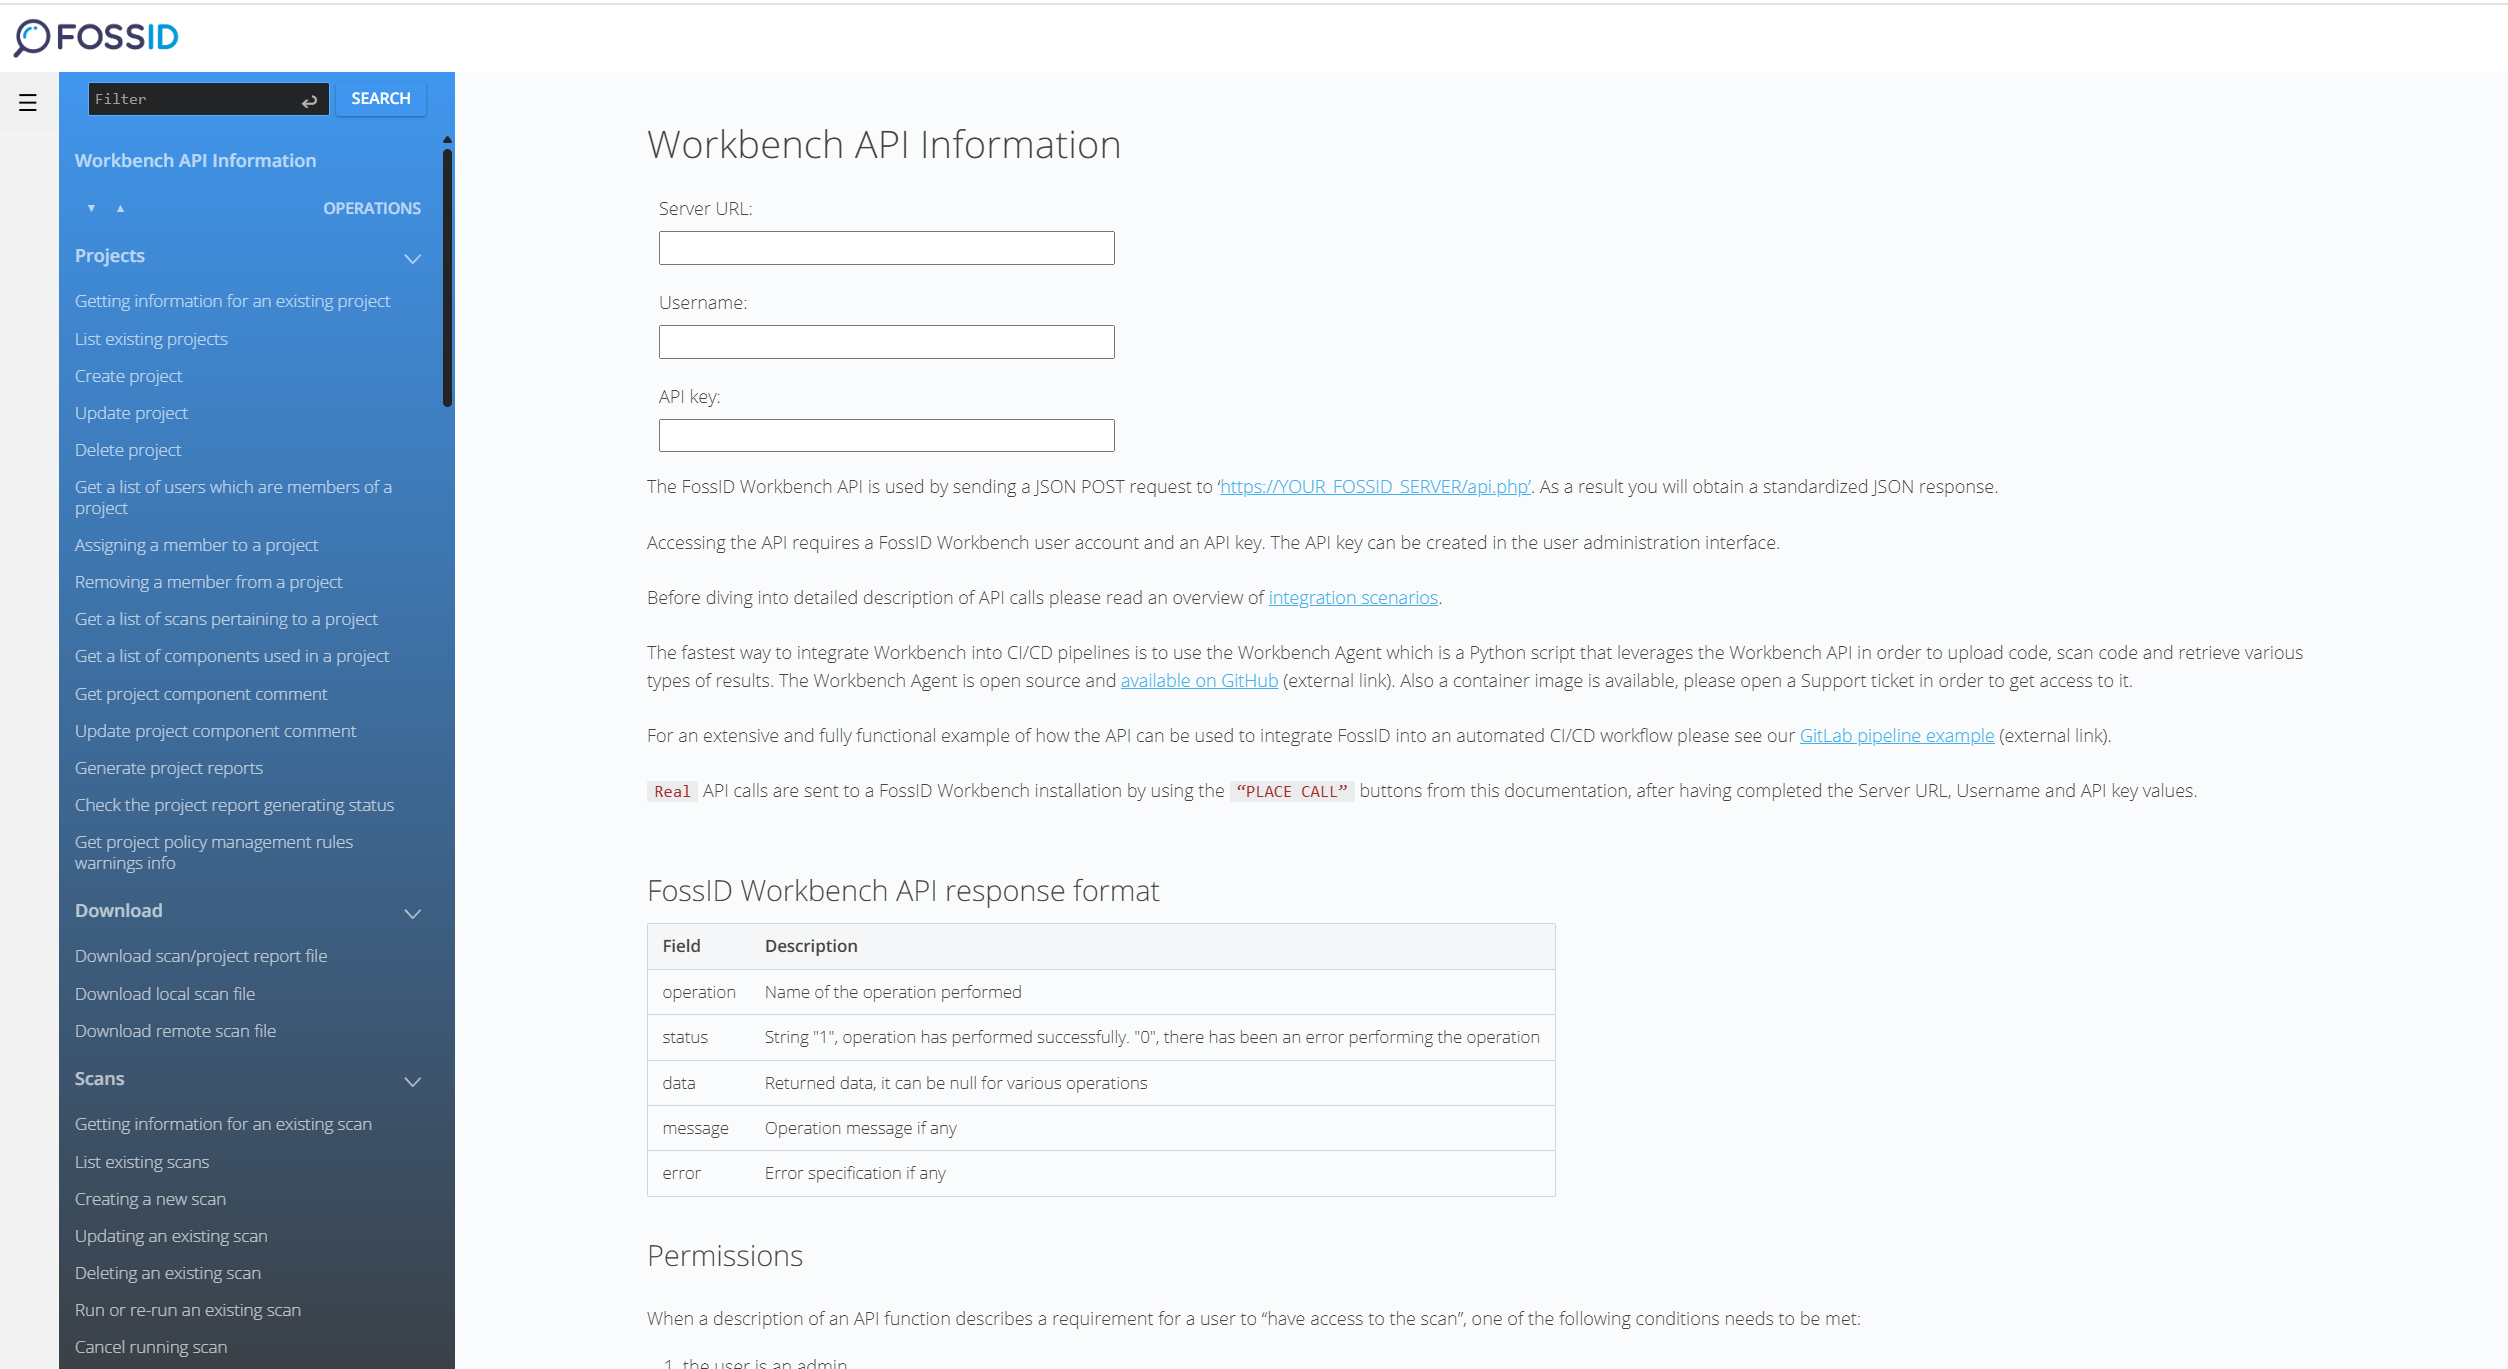 FOSSID
Filter
SEARCH
Workbench API Information
OPERATIONS
Projects
Getting information for an existing project
List existing projects
Create project
Update project
Delete project
Get a list of users which are members of a
project
Assigning a member to a project
Removing a member from a project
Get a list of scans pertaining to a project
Get a list of components used in a project
Get project component comment
Update project component comment
Generate project reports
Check the project report generating status
Get project policy management rules
warnings info
Download
Download scan/project report file
Download local scan file
Download remote scan file
Scans
Getting information for an existing scan
List existing scans
Creating a new scan
Updating an existing scan
Deleting an existing scan
Run or re-run an existing scan
Cancel running scan
Workbench API Information
Server URL:
Username:
API key:
The FossID Workbench API is used by sending a JSON POST request to ‘https://YOUR_FOSSID_SERVER/api.php’. As a result you will obtain a standardized JSON response.
Accessing the API requires a FossID Workbench user account and an API key. The API key can be created in the user administration interface.
Before diving into detailed description of API calls please read an overview of integration scenarios.
The fastest way to integrate Workbench into CI/CD pipelines is to use the Workbench Agent which is a Python script that leverages the Workbench API in order to upload code, scan code and retrieve various
types of results. The Workbench Agent is open source and available on GitHub (external link). Also a container image is available, please open a Support ticket in order to get access to it.
For an extensive and fully functional example of how the API can be used to integrate FossID into an automated CI/CD workflow please see our GitLab pipeline example (external link).
Real API calls are sent to a FossID Workbench installation by using the “PLACE CALL” buttons from this documentation, after having completed the Server URL, Username and API key values.
FossID Workbench API response format
Field Description
operation Name of the operation performed
status String "1", operation has performed successfully. "0", there has been an error performing the operation
data Returned data, it can be null for various operations
message Operation message if any
error Error specification if any
Permissions
When a description of an API function describes a requirement for a user to “have access to the scan”, one of the following conditions needs to be met:
1. the user is an admin